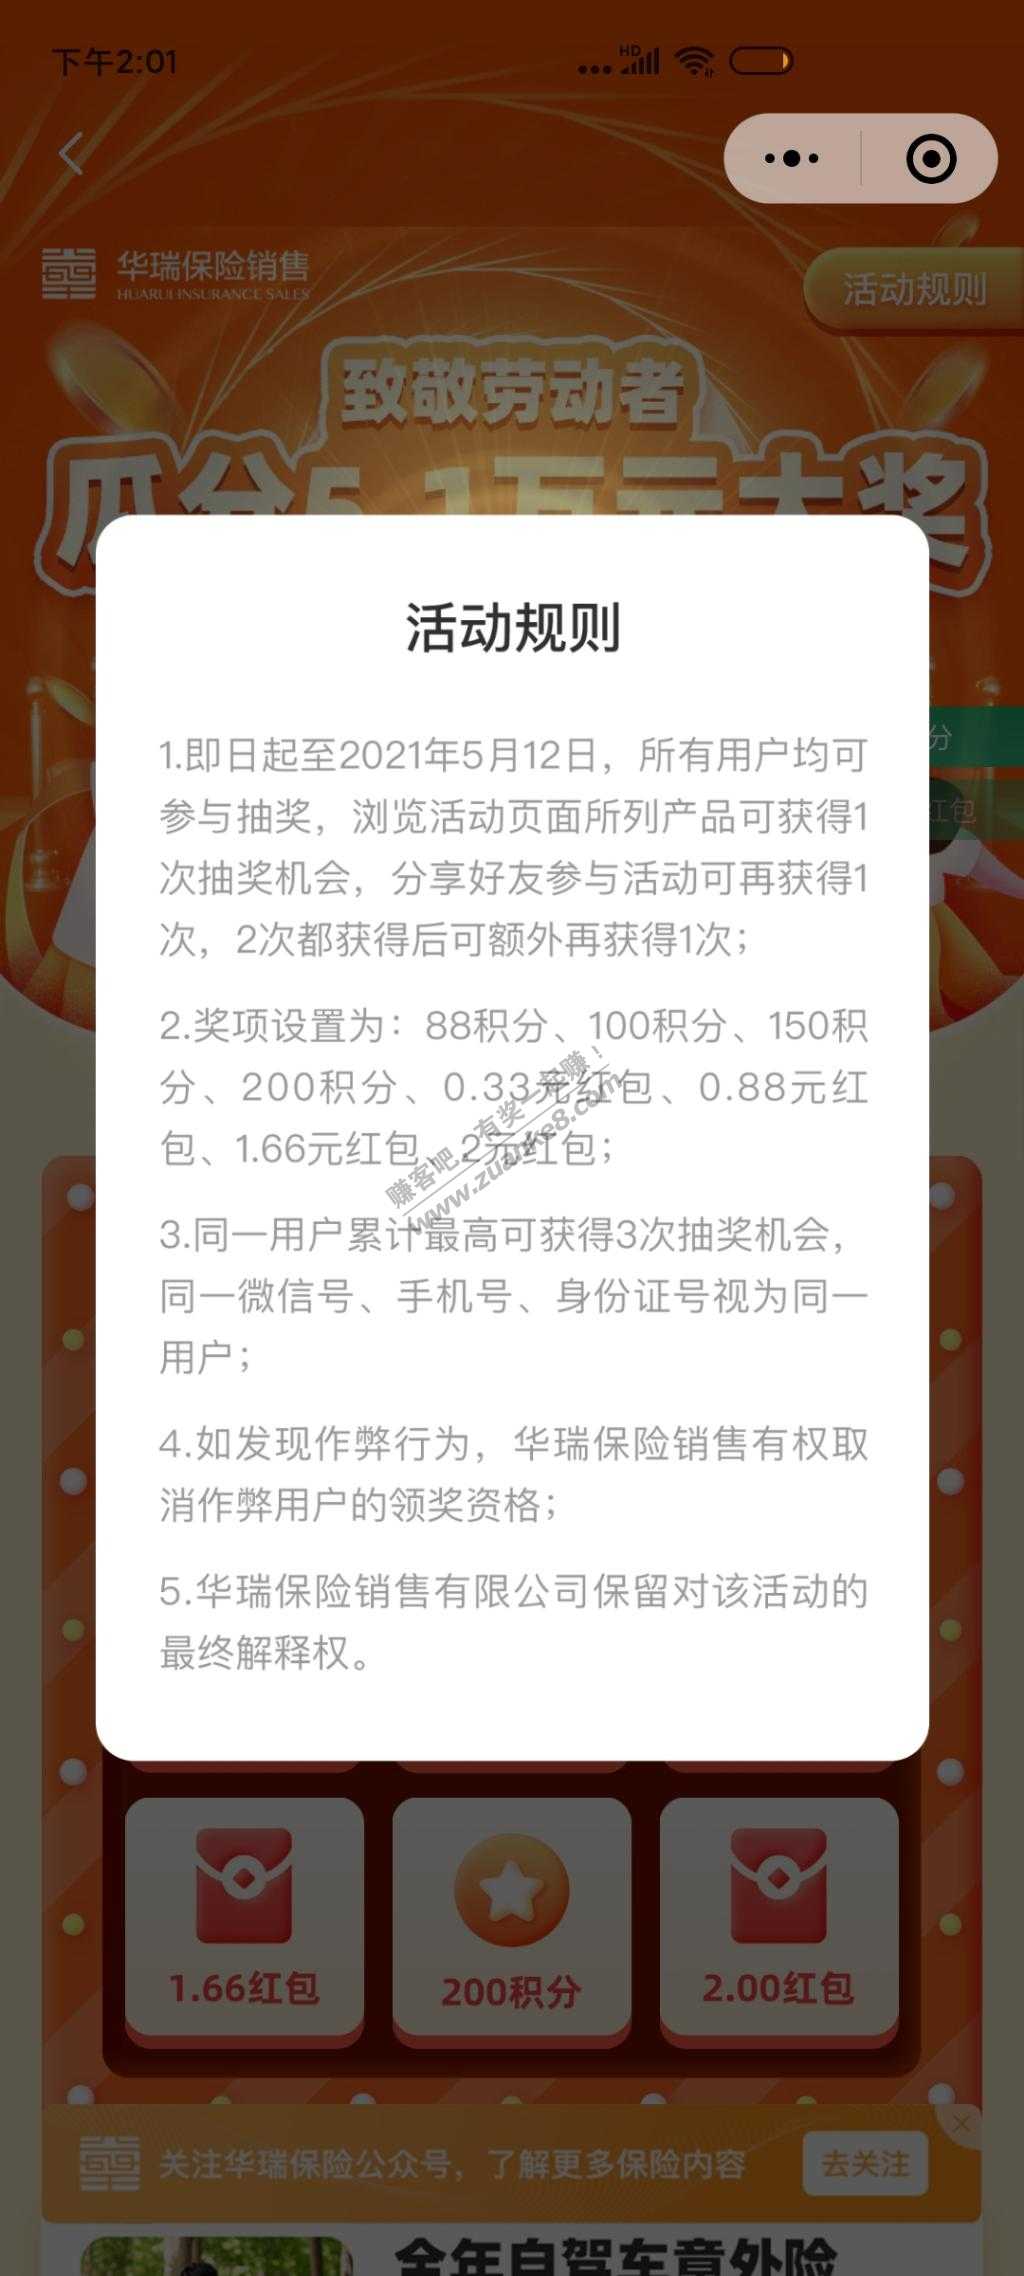 下午2:01
HD
华瑞保险销售
HUARUI INSURANCE SALES
活动规则
致敬劳动者
瓜分5.1万元大奖
活动规则
1.即日起至2021年5月12日，所有用户均可
参与抽奖，浏览活动页面所列产品可获得1
次抽奖机会，分享好友参与活动可再获得1
次，2次都获得后可额外再获得1次；
分
红包
2.奖项设置为：88积分、100积分、150积
分、200积分、0.33元红包、0.88元红
包、1.66元红包、2元红包；
赚客吧，有奖一起赚！
www.zuanke8.com
3.同一用户累计最高可获得3次抽奖机会，
同一微信号、手机号、身份证号视为同一
用户；
4.如发现作弊行为，华瑞保险销售有权取
消作弊用户的领奖资格；
5.华瑞保险销售有限公司保留对该活动的
最终解释权。
1.66红包
200积分
2.00红包
关注华瑞保险公众号，了解更多保险内容
去关注
全年自驾车意外险